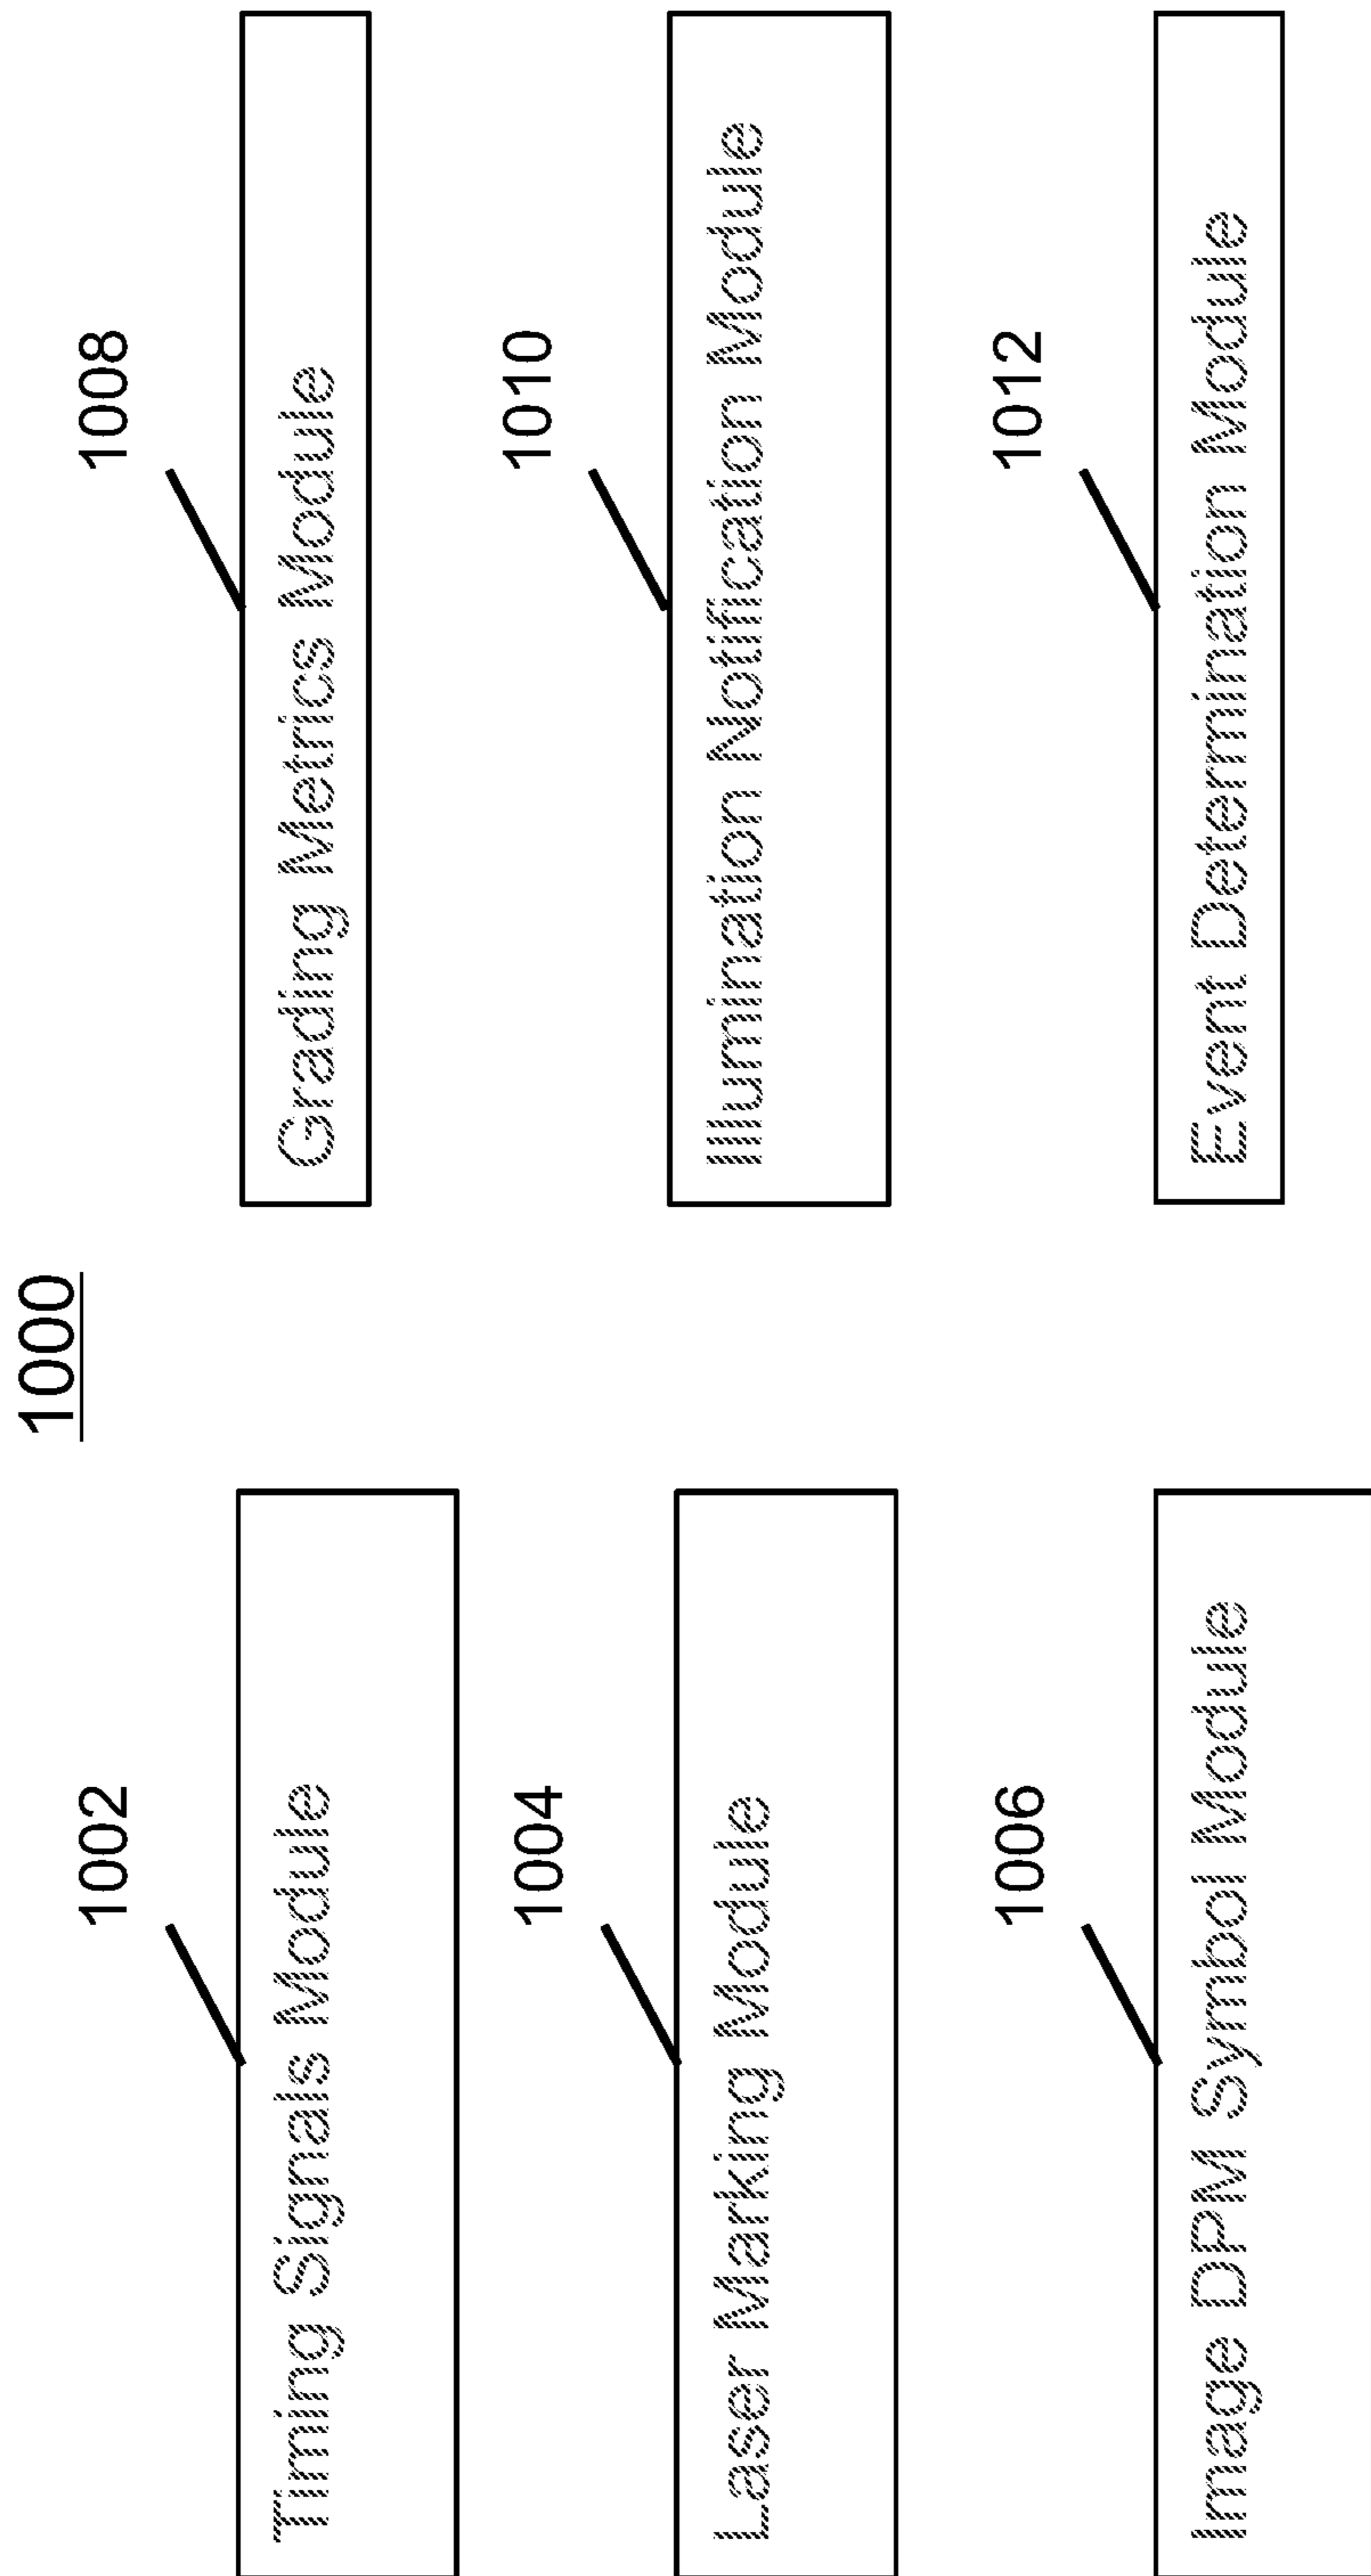 1000
1002
Timing Signals Module
1004
Laser Marking Module
1006
Image DPM Symbol Module
1008
Grading Metrics Module
1010
Illumination Notification Module
1012
Event Determination Module